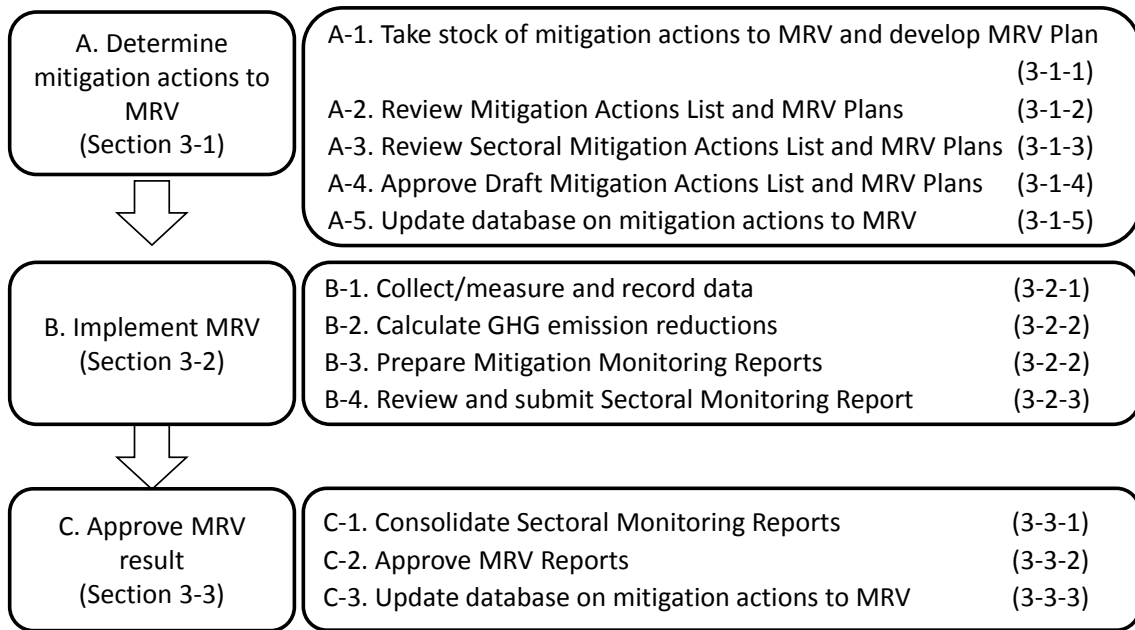 A. Determine
mitigation actions to
MRV
(Section 3-1)
A-1. Take stock of mitigation actions to MRV and develop MRV Plan
(3-1-1)
A-2. Review Mitigation Actions List and MRV Plans (3-1-2)
A-3. Review Sectoral Mitigation Actions List and MRV Plans (3-1-3)
A-4. Approve Draft Mitigation Actions List and MRV Plans (3-1-4)
A-5. Update database on mitigation actions to MRV (3-1-5)
B. Implement MRV
(Section 3-2)
B-1. Collect/measure and record data (3-2-1)
B-2. Calculate GHG emission reductions (3-2-2)
B-3. Prepare Mitigation Monitoring Reports (3-2-2)
B-4. Review and submit Sectoral Monitoring Report (3-2-3)
C. Approve MRV
result
(Section 3-3)
C-1. Consolidate Sectoral Monitoring Reports (3-3-1)
C-2. Approve MRV Reports (3-3-2)
C-3. Update database on mitigation actions to MRV (3-3-3)